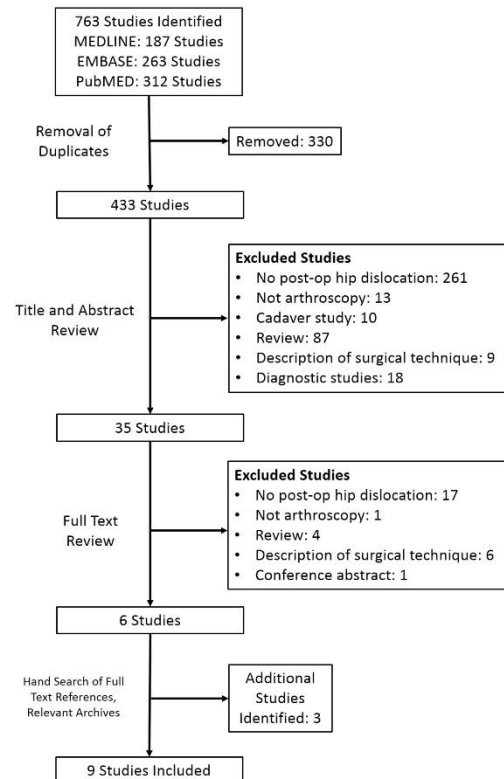 763 Studies Identified
MEDLINE: 187 Studies
EMBASE: 263 Studies
PubMED: 312 Studies
Removal of
Duplicates
Removed: 330
433 Studies
Title and Abstract
Review
Excluded Studies
• No post-op hip dislocation: 261
• Not arthroscopy: 13
• Cadaver study: 10
• Review: 87
• Description of surgical technique: 9
• Diagnostic studies: 18
35 Studies
Full Text
Review
Excluded Studies
• No post-op hip dislocation: 17
• Not arthroscopy: 1
• Review: 4
• Description of surgical technique: 6
• Conference abstract: 1
6 Studies
Hand Search of Full
Text References,
Relevant Archives
Additional
Studies
Identified: 3
9 Studies Included